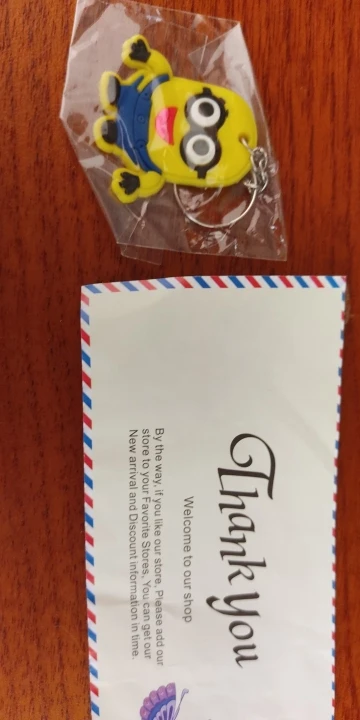 Thank You
Welcome to our shop
By the way, if you like our store, Please add our
store to your Favorite Stores, You can get our
New arrival and Discount information in time.